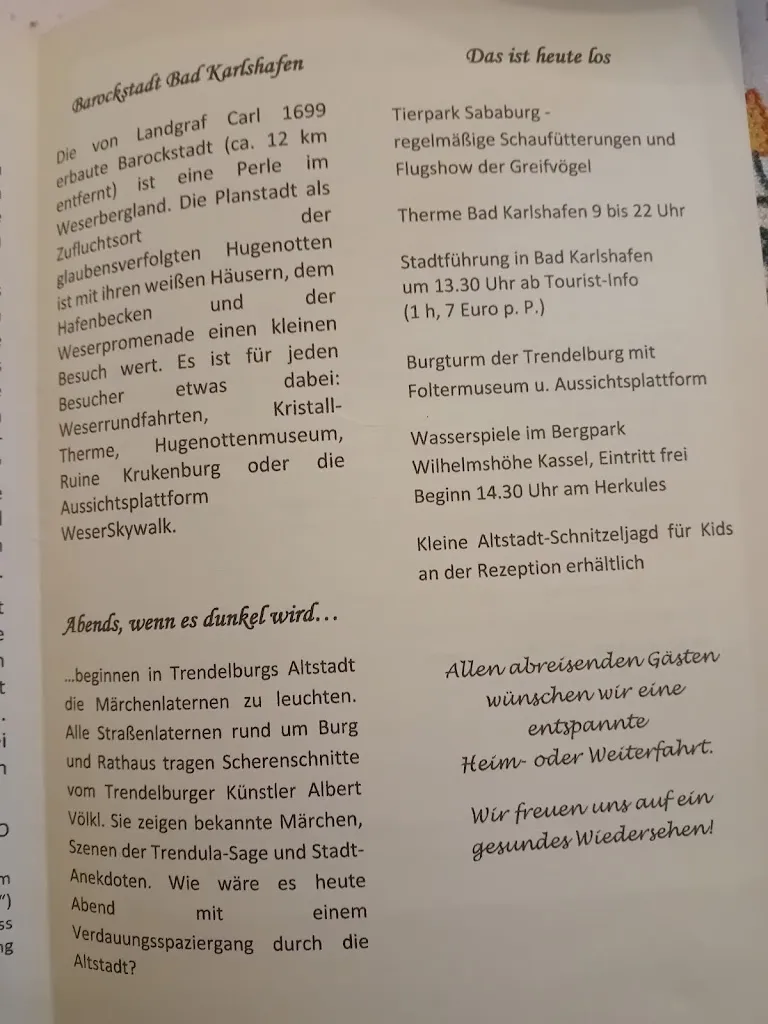 Barockstadt Bad Karlshafen
Die von Landgraf Carl 1699
erbaute Barockstadt (ca. 12 km
entfernt) ist eine Perle im
Weserbergland. Die Planstadt als
Zufluchtsort der
glaubensverfolgten Hugenotten
ist mit ihren weißen Häusern, dem
Hafenbecken und der
Weserpromenade einen kleinen
Besuch wert. Es ist für jeden
Besucher etwas dabei:
Weserrundfahrten, Kristall-
Therme, Hugenottenmuseum,
Ruine Krukenburg oder die
Aussichtsplattform
WeserSkywalk.
Abends, wenn es dunkel wird…
…beginnen in Trendelburgs Altstadt
die Märchenlaternen zu leuchten.
Alle Straßenlaternen rund um Burg
und Rathaus tragen Scherenschnitte
vom Trendelburger Künstler Albert
Völkl. Sie zeigen bekannte Märchen,
Szenen der Trendula-Sage und Stadt-
Anekdoten. Wie wäre es heute
Abend mit einem
Verdauungsspaziergang durch die
Altstadt?
Das ist heute los
Tierpark Sababurg -
regelmäßige Schaufütterungen und
Flugshow der Greifvögel
Therme Bad Karlshafen 9 bis 22 Uhr
Stadtführung in Bad Karlshafen
um 13.30 Uhr ab Tourist-Info
(1 h, 7 Euro p. P.)
Burgturm der Trendelburg mit
Foltermuseum u. Aussichtsplattform
Wasserspiele im Bergpark
Wilhelmshöhe Kassel, Eintritt frei
Beginn 14.30 Uhr am Herkules
Kleine Altstadt-Schnitzeljagd für Kids
an der Rezeption erhältlich
Allen abreisenden Gästen
wünschen wir eine
entspannte
Heim- oder Weiterfahrt.
Wir freuen uns auf ein
gesundes Wiedersehen!